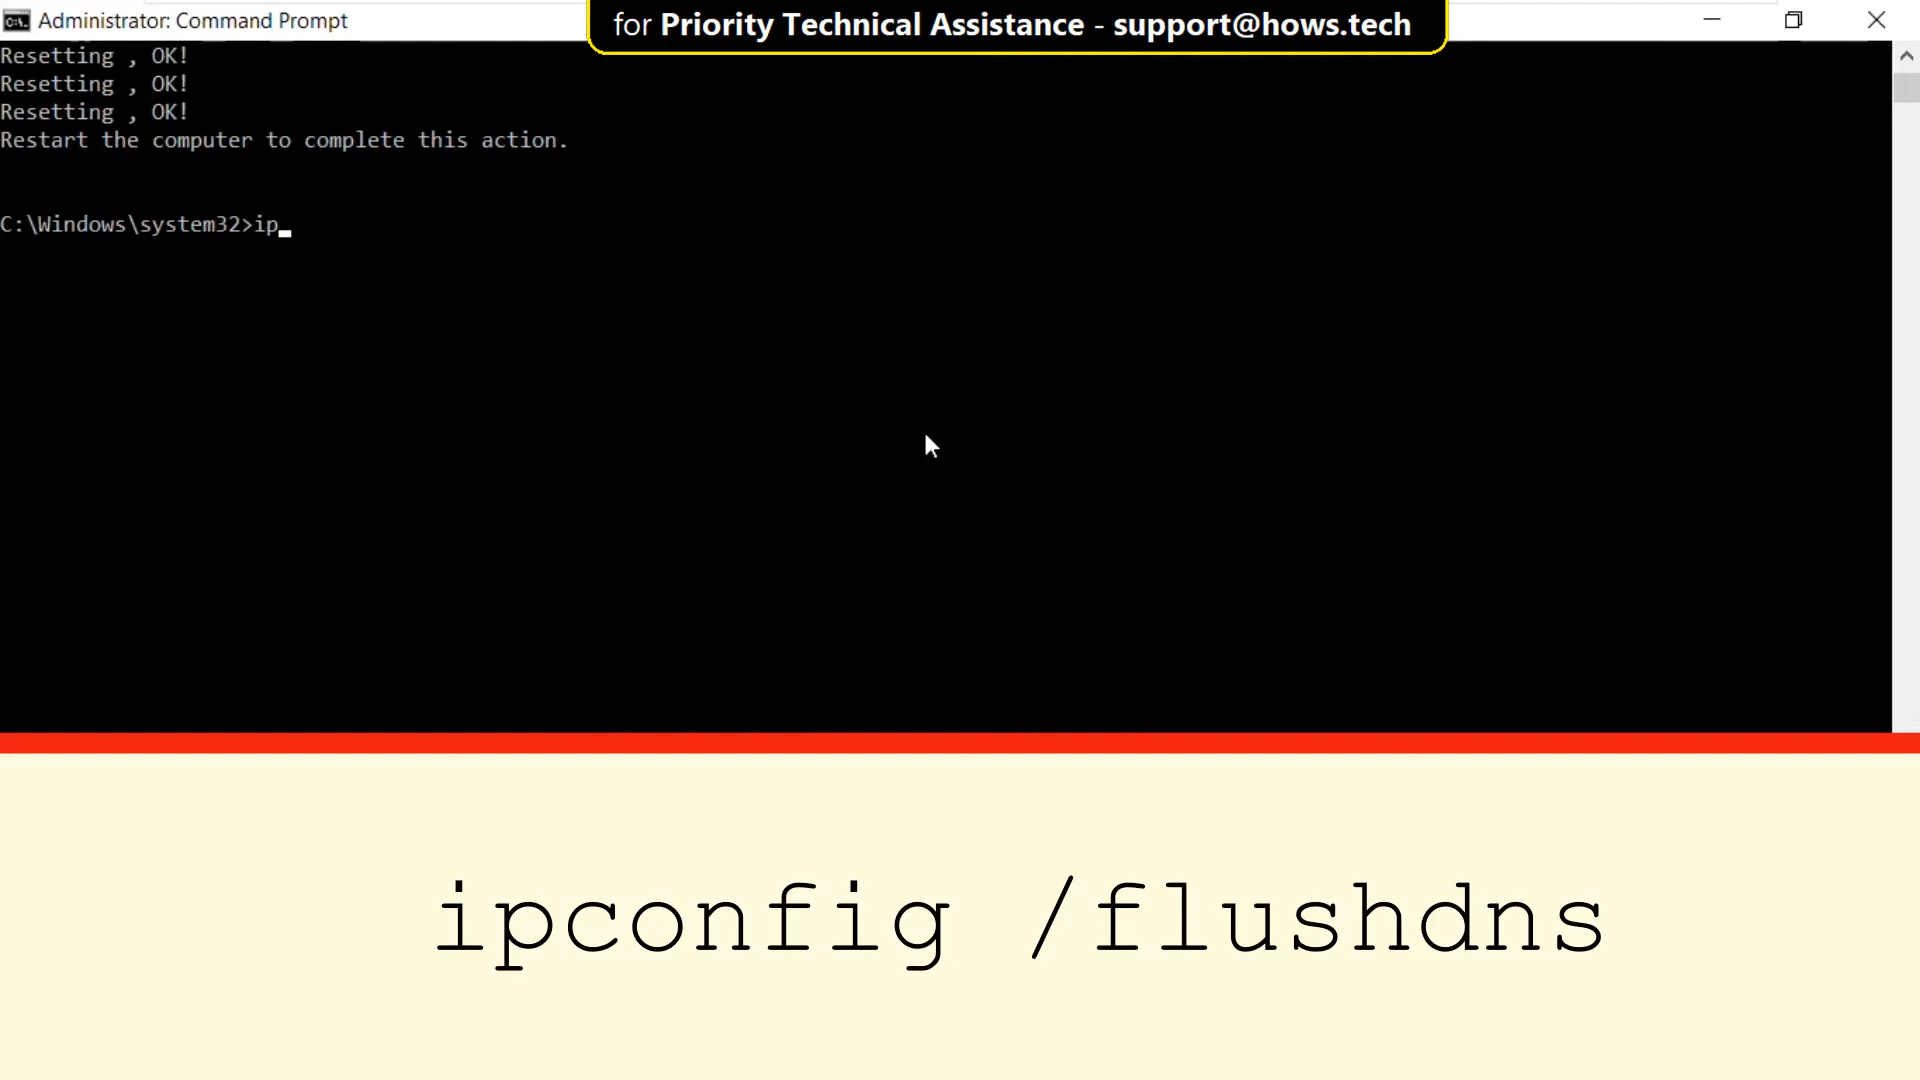 Administrator: Command Prompt
for Priority Technical Assistance - support@hows.tech
Resetting , OK!
Resetting , OK!
Resetting , OK!
Restart the computer to complete this action.
C:\Windows\system32>ip_
ipconfig /flushdns